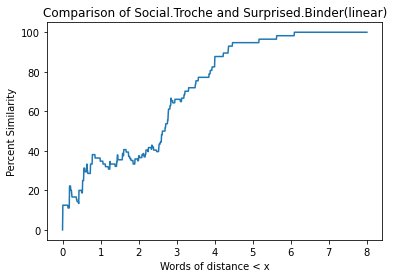 Comparison of Social.Troche and Surprised.Binder(linear)
100
80
60
40
20
0
Percent Similarity
0 1 2 3 4 5 6 7 8
Words of distance < x